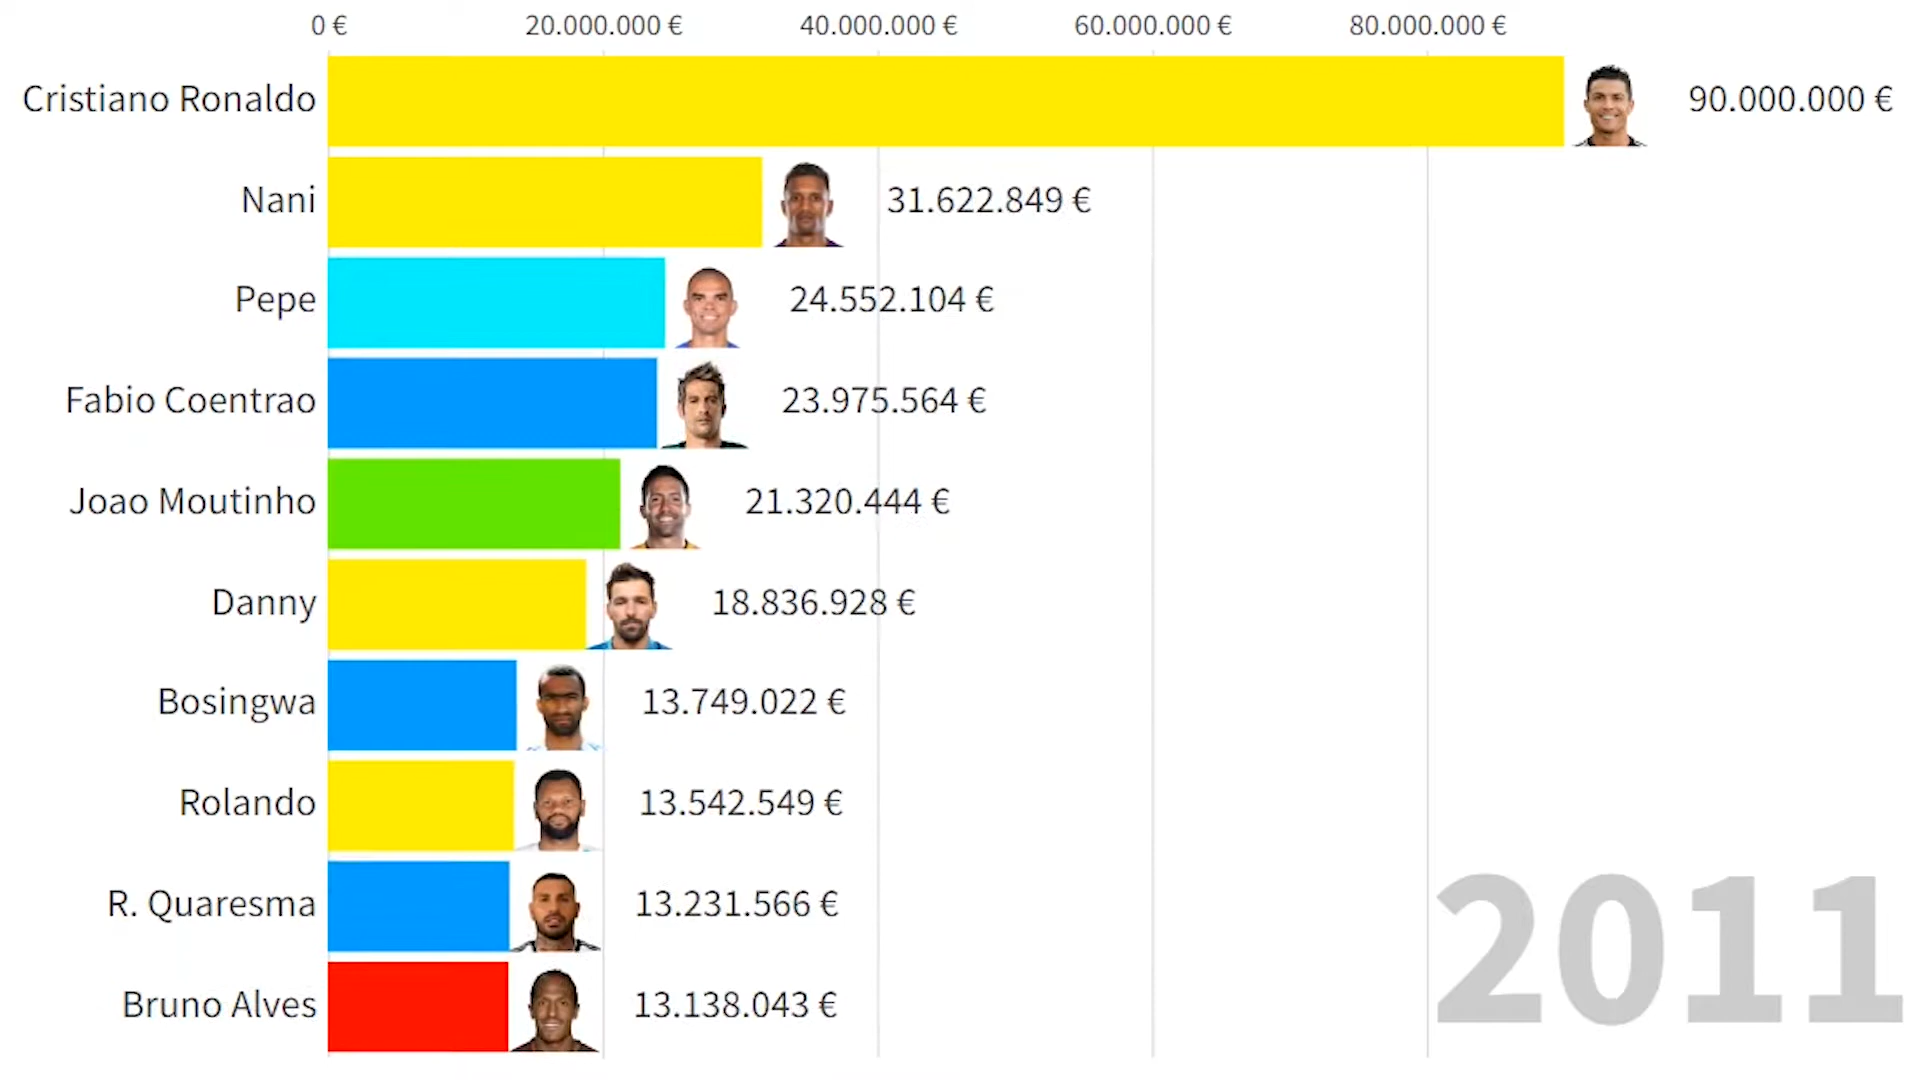 0 € 20.000.000 € 40.000.000 € 60.000.000 € 80.000.000 €
Cristiano Ronaldo 90.000.000 €
Nani 31.622.849 €
Pepe 24.552.104 €
Fabio Coentrao 23.975.564 €
Joao Moutinho 21.320.444 €
Danny 18.836.928 €
Bosingwa 13.749.022 €
Rolando 13.542.549 €
R. Quaresma 13.231.566 €
Bruno Alves 13.138.043 €
2011